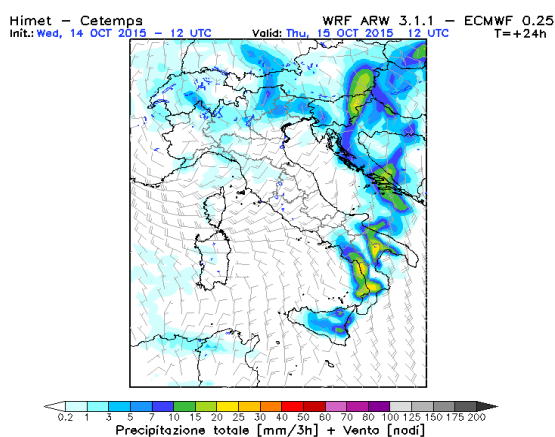 Himet – Cetemps WRF ARW 3.1.1 – ECMWF 0.25
Init.: Wed, 14 OCT 2015 – 12 UTC Valid: Thu, 15 OCT 2015 12 UTC T=+24h
0.2 1 3 5 7 10 15 20 25 30 40 50 60 70 80 90 100 125 150 175 200
Precipitazione totale [mm/3h] + Vento [nodi]